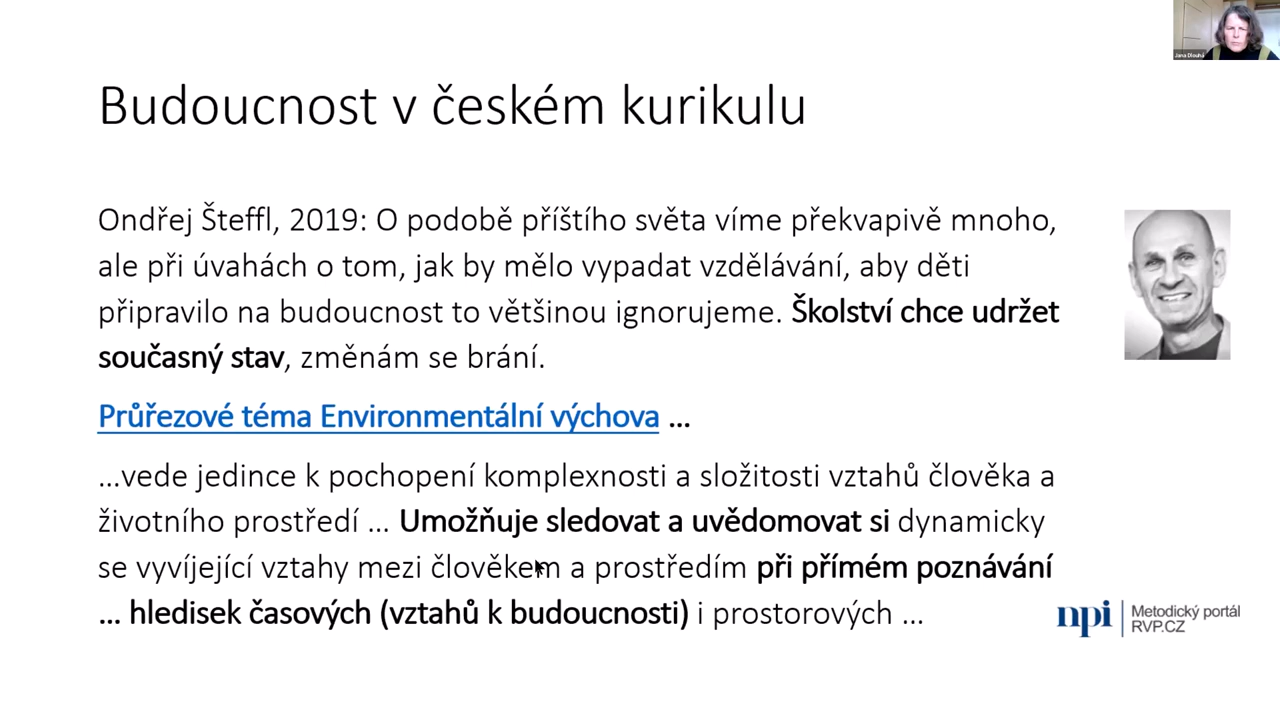 Jana Dlouhá
Budoucnost v českém kurikulu
Ondřej Šteffl, 2019: O podobě příštího světa víme překvapivě mnoho,
ale při úvahách o tom, jak by mělo vypadat vzdělávání, aby děti
připravilo na budoucnost to většinou ignorujeme. Školství chce udržet
současný stav, změnám se brání.
Průřezové téma Environmentální výchova ...
...vede jedince k pochopení komplexnosti a složitosti vztahů člověka a
životního prostředí ... Umožňuje sledovat a uvědomovat si dynamicky
se vyvíjející vztahy mezi člověkem a prostředím při přímém poznávání
... hledisek časových (vztahů k budoucnosti) i prostorových ...
npi Metodický portál
RVP.CZ